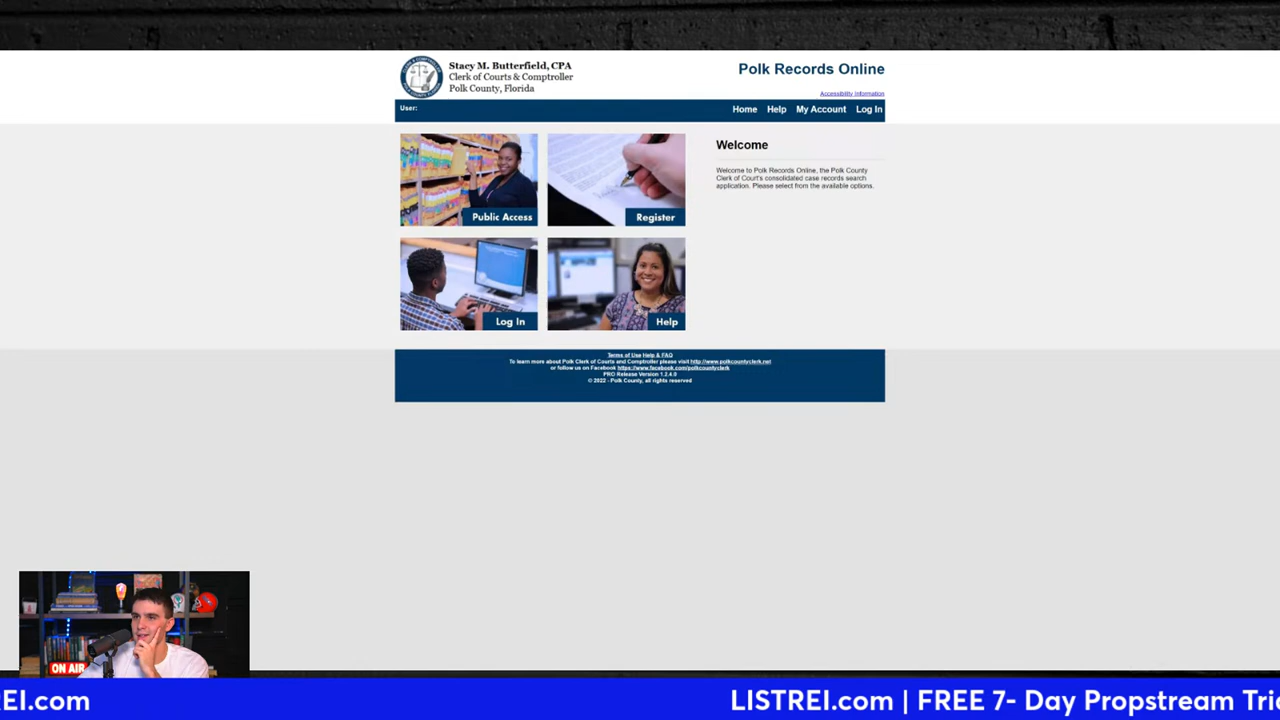 Stacy M. Butterfield, CPA
Clerk of Courts & Comptroller
Polk County, Florida
Polk Records Online
Accessibility Information
User:
Home Help My Account Log In
Public Access
Register
Log In
Help
Welcome
Welcome to Polk Records Online, the Polk County
Clerk of Court's consolidated case records search
application. Please select from the available options.
Terms of Use Help & FAQ
To learn more about Polk Clerk of Courts and Comptroller please visit http://www.polkcountyclerk.net
or follow us on Facebook https://www.facebook.com/polkcountyclerk
PRO Release Version 1.2.4.0
© 2022 - Polk County, all rights reserved
ON AIR
REI.com LISTREI.com | FREE 7- Day Propstream Tria